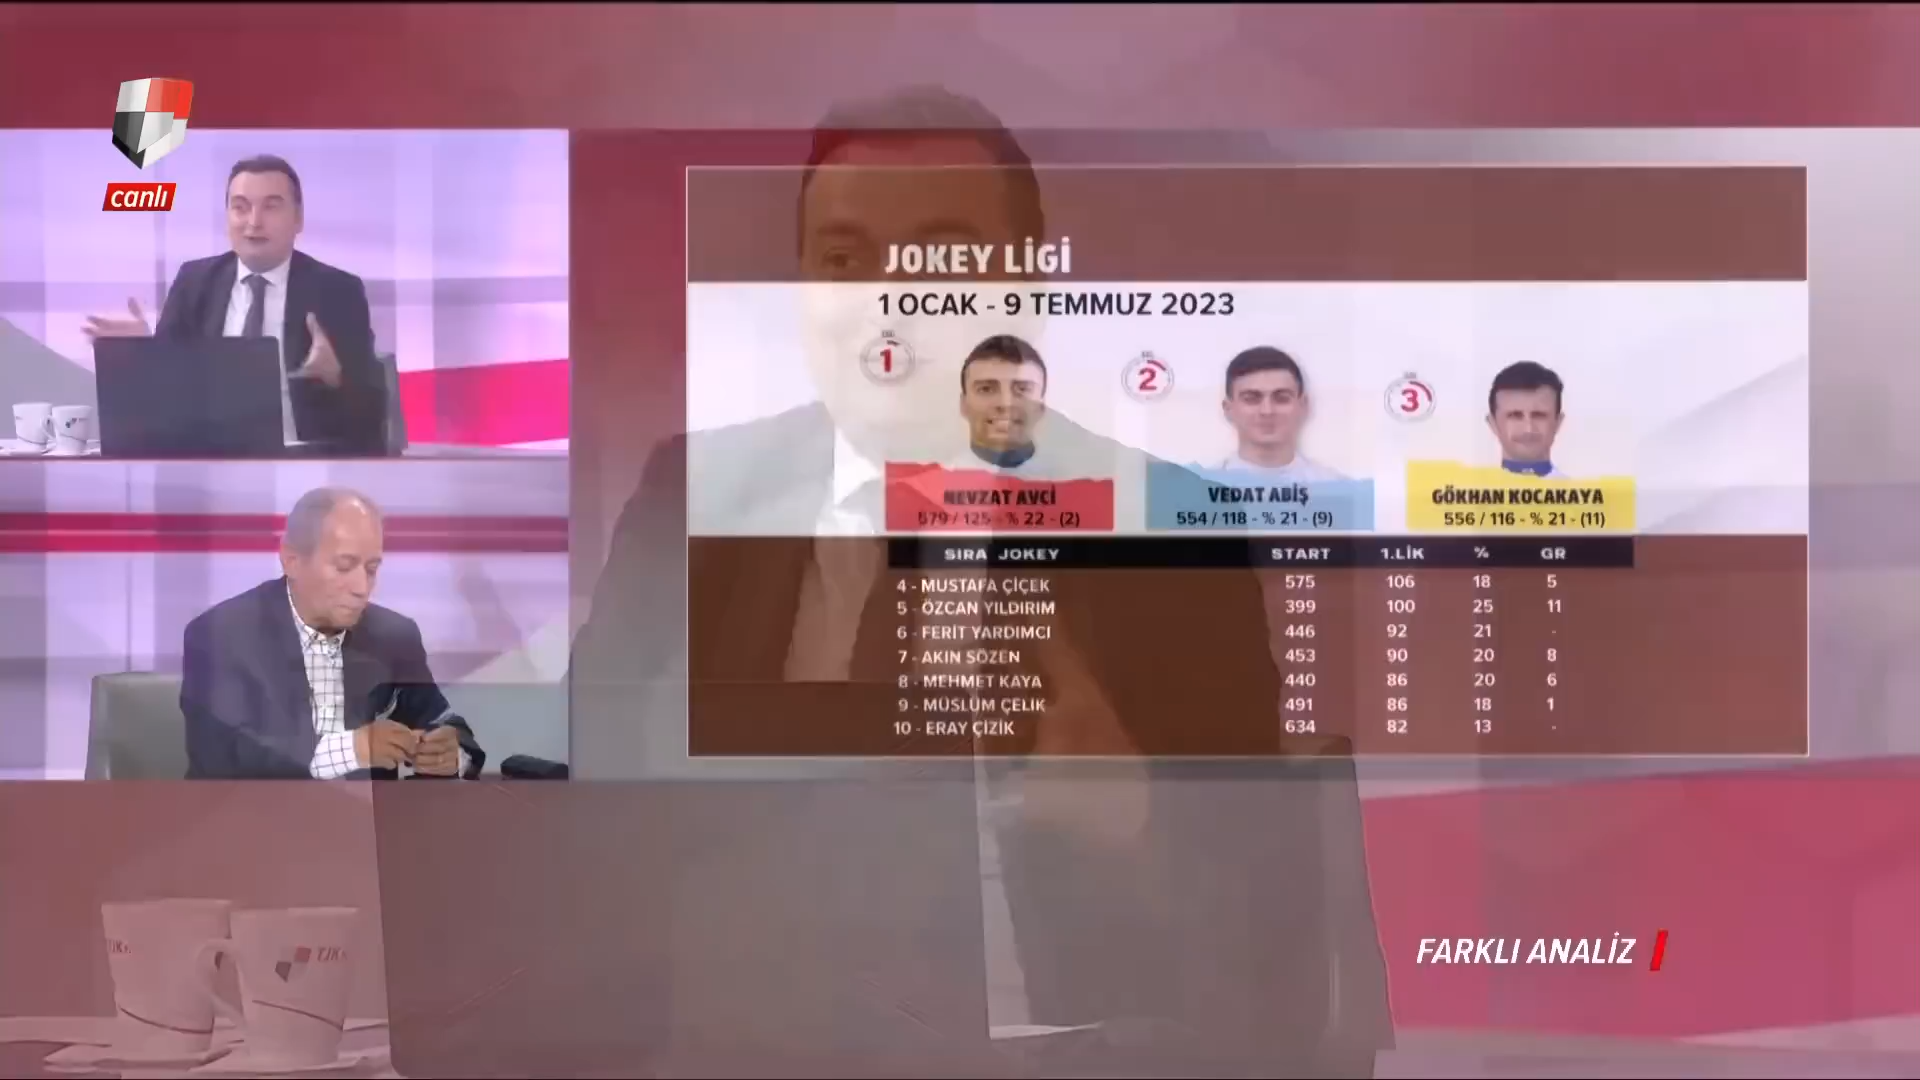 canlı
JOKEY LİGİ
1 OCAK - 9 TEMMUZ 2023
1
2
3
NEVZAT AVCİ
579 / 125 - % 22 - (2)
VEDAT ABİŞ
554 / 118 - % 21 - (9)
GÖKHAN KOCAKAYA
556 / 116 - % 21 - (11)
SIRA JOKEY START 1.LİK % GR
4 - MUSTAFA ÇİÇEK 575 106 18 5
5 - ÖZCAN YILDIRIM 399 100 25 11
6 - FERİT YARDIMCI 446 92 21 -
7 - AKIN SÖZEN 453 90 20 8
8 - MEHMET KAYA 440 86 20 6
9 - MÜSLÜM ÇELİK 491 86 18 1
10 - ERAY ÇİZİK 634 82 13 -
TJK
FARKLI ANALİZ